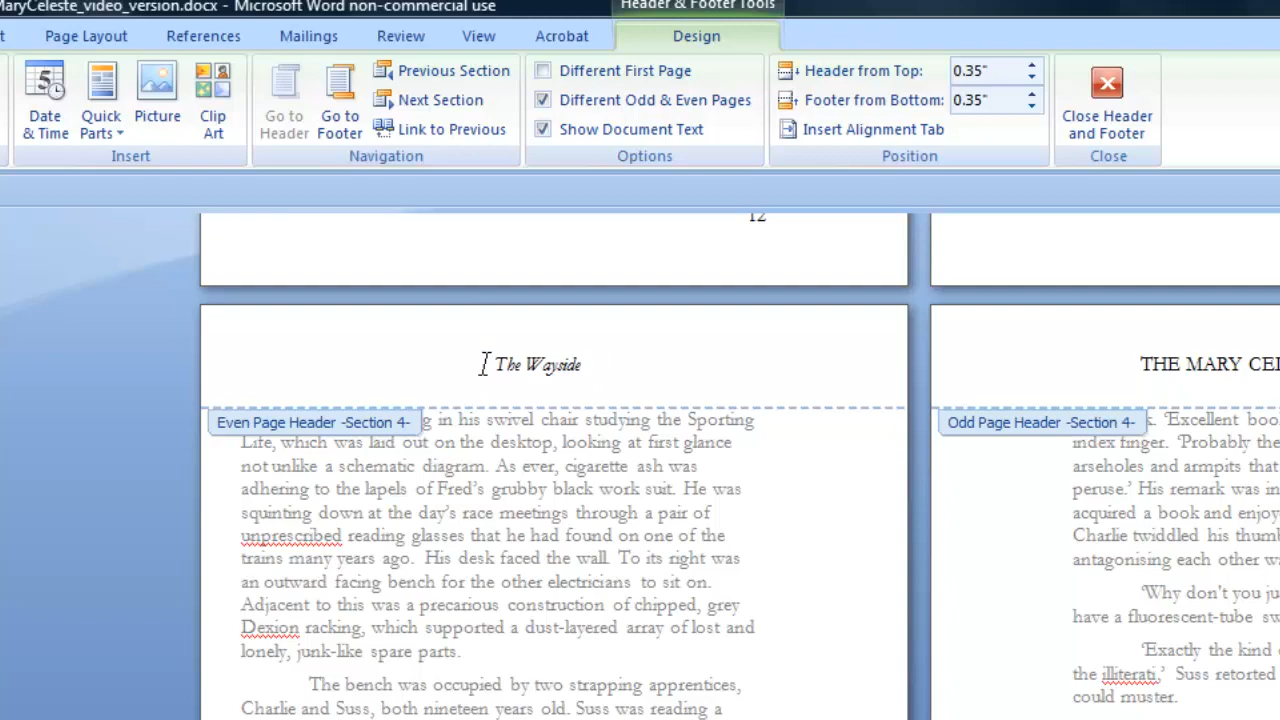 MaryCeleste_video_version.docx - Microsoft Word non-commercial use
Header & Footer Tools
Page Layout References Mailings Review View Acrobat Design
Date & Time
Quick Parts
Picture
Clip Art
Insert
Go to Header
Go to Footer
Previous Section
Next Section
Link to Previous
Navigation
Different First Page
Different Odd & Even Pages
Show Document Text
Options
Header from Top: 0.35"
Footer from Bottom: 0.35"
Insert Alignment Tab
Position
Close Header and Footer
Close
12
The Wayside
Even Page Header -Section 4-
g in his swivel chair studying the Sporting
Life, which was laid out on the desktop, looking at first glance
not unlike a schematic diagram. As ever, cigarette ash was
adhering to the lapels of Fred's grubby black work suit. He was
squinting down at the day's race meetings through a pair of
unprescribed reading glasses that he had found on one of the
trains many years ago. His desk faced the wall. To its right was
an outward facing bench for the other electricians to sit on.
Adjacent to this was a precarious construction of chipped, grey
Dexion racking, which supported a dust-layered array of lost and
lonely, junk-like spare parts.
The bench was occupied by two strapping apprentices,
Charlie and Suss, both nineteen years old. Suss was reading a
THE MARY CEL
Odd Page Header -Section 4-
k. 'Excellent boo
index finger. 'Probably the
arseholes and armpits that
peruse.' His remark was in
acquired a book and enjoy
Charlie twiddled his thum
antagonising each other w
'Why don't you ju
have a fluorescent-tube sw
'Exactly the kind o
the illiterati,' Suss retorted
could muster.